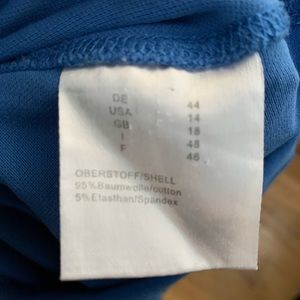 DE 44
USA 14
GB 18
I 48
F 46
OBERSTOFF/SHELL
95%Baumwolle/cotton
5%Elasthan/Spandex